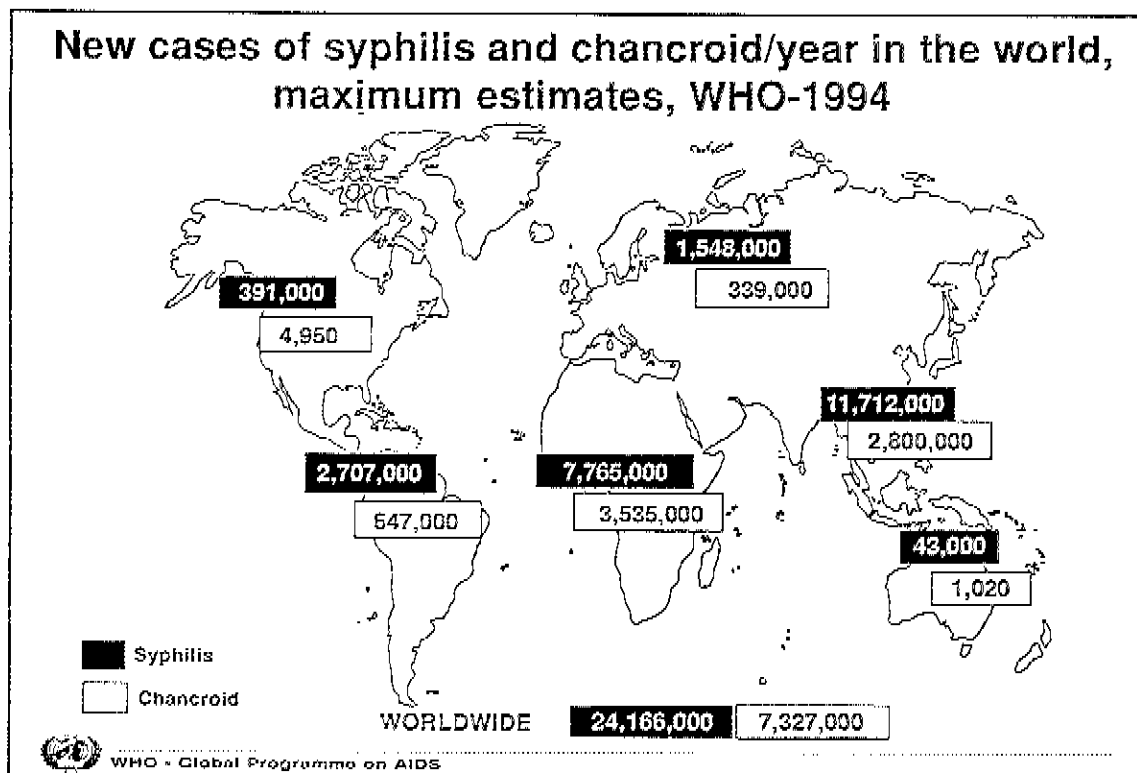 New cases of syphilis and chancroid/year in the world,
maximum estimates, WHO-1994
1,548,000
339,000
391,000
4,950
11,712,000
2,800,000
2,707,000
647,000
7,765,000
3,535,000
43,000
1,020
Syphilis
Chancroid
WORLDWIDE 24,166,000 7,327,000
WHO - Global Programme on AIDS